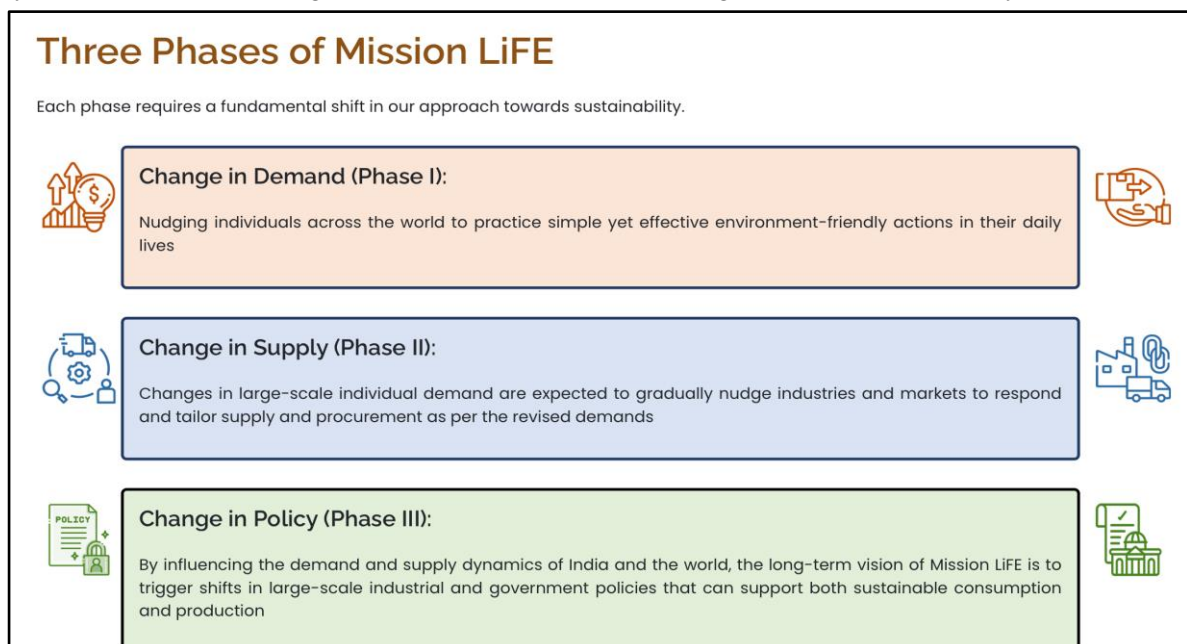 Three Phases of Mission LiFE
Each phase requires a fundamental shift in our approach towards sustainability.
Change in Demand (Phase I):
Nudging individuals across the world to practice simple yet effective environment-friendly actions in their daily
lives
Change in Supply (Phase II):
Changes in large-scale individual demand are expected to gradually nudge industries and markets to respond
and tailor supply and procurement as per the revised demands
POLICY
Change in Policy (Phase III):
By influencing the demand and supply dynamics of India and the world, the long-term vision of Mission LiFE is to
trigger shifts in large-scale industrial and government policies that can support both sustainable consumption
and production